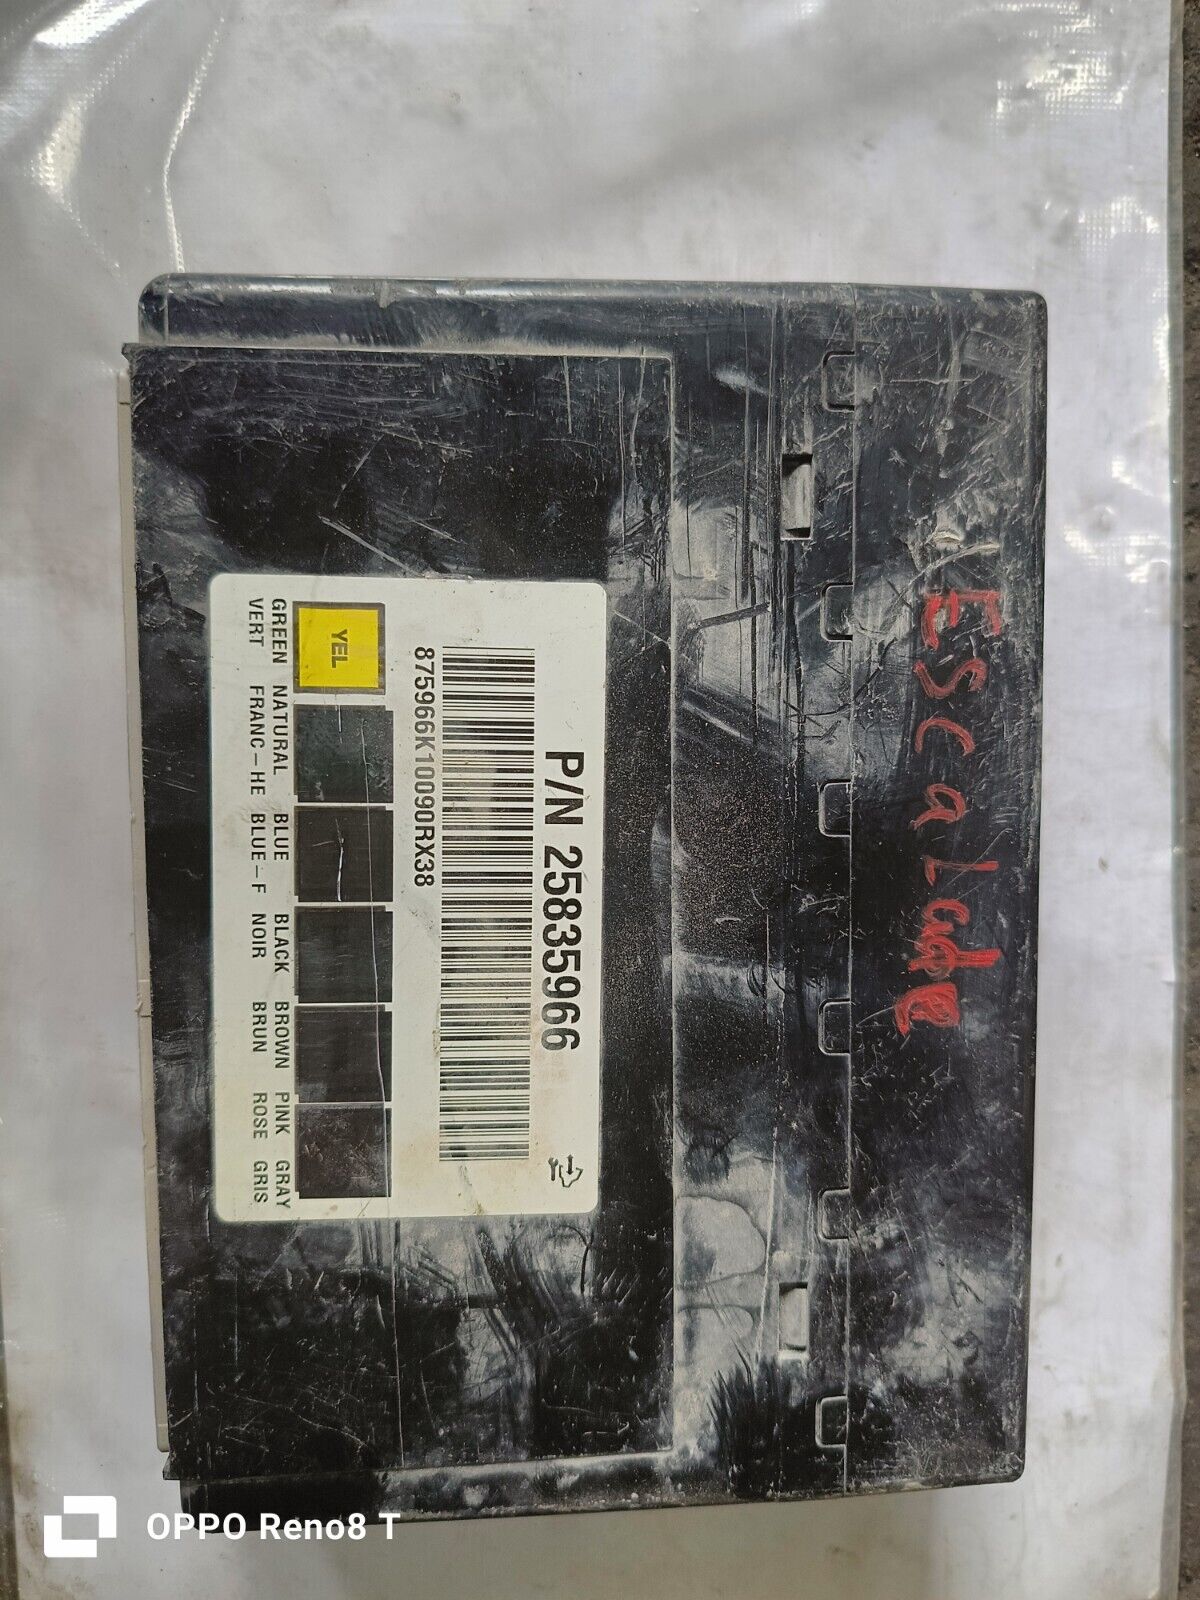 Escalade
P/N 25835966
875966K10090RX38
YEL
GREEN NATURAL BLUE BLACK BROWN PINK GRAY
VERT FRANC-HE BLUE-F NOIR BRUN ROSE GRIS
OPPO Reno8 T